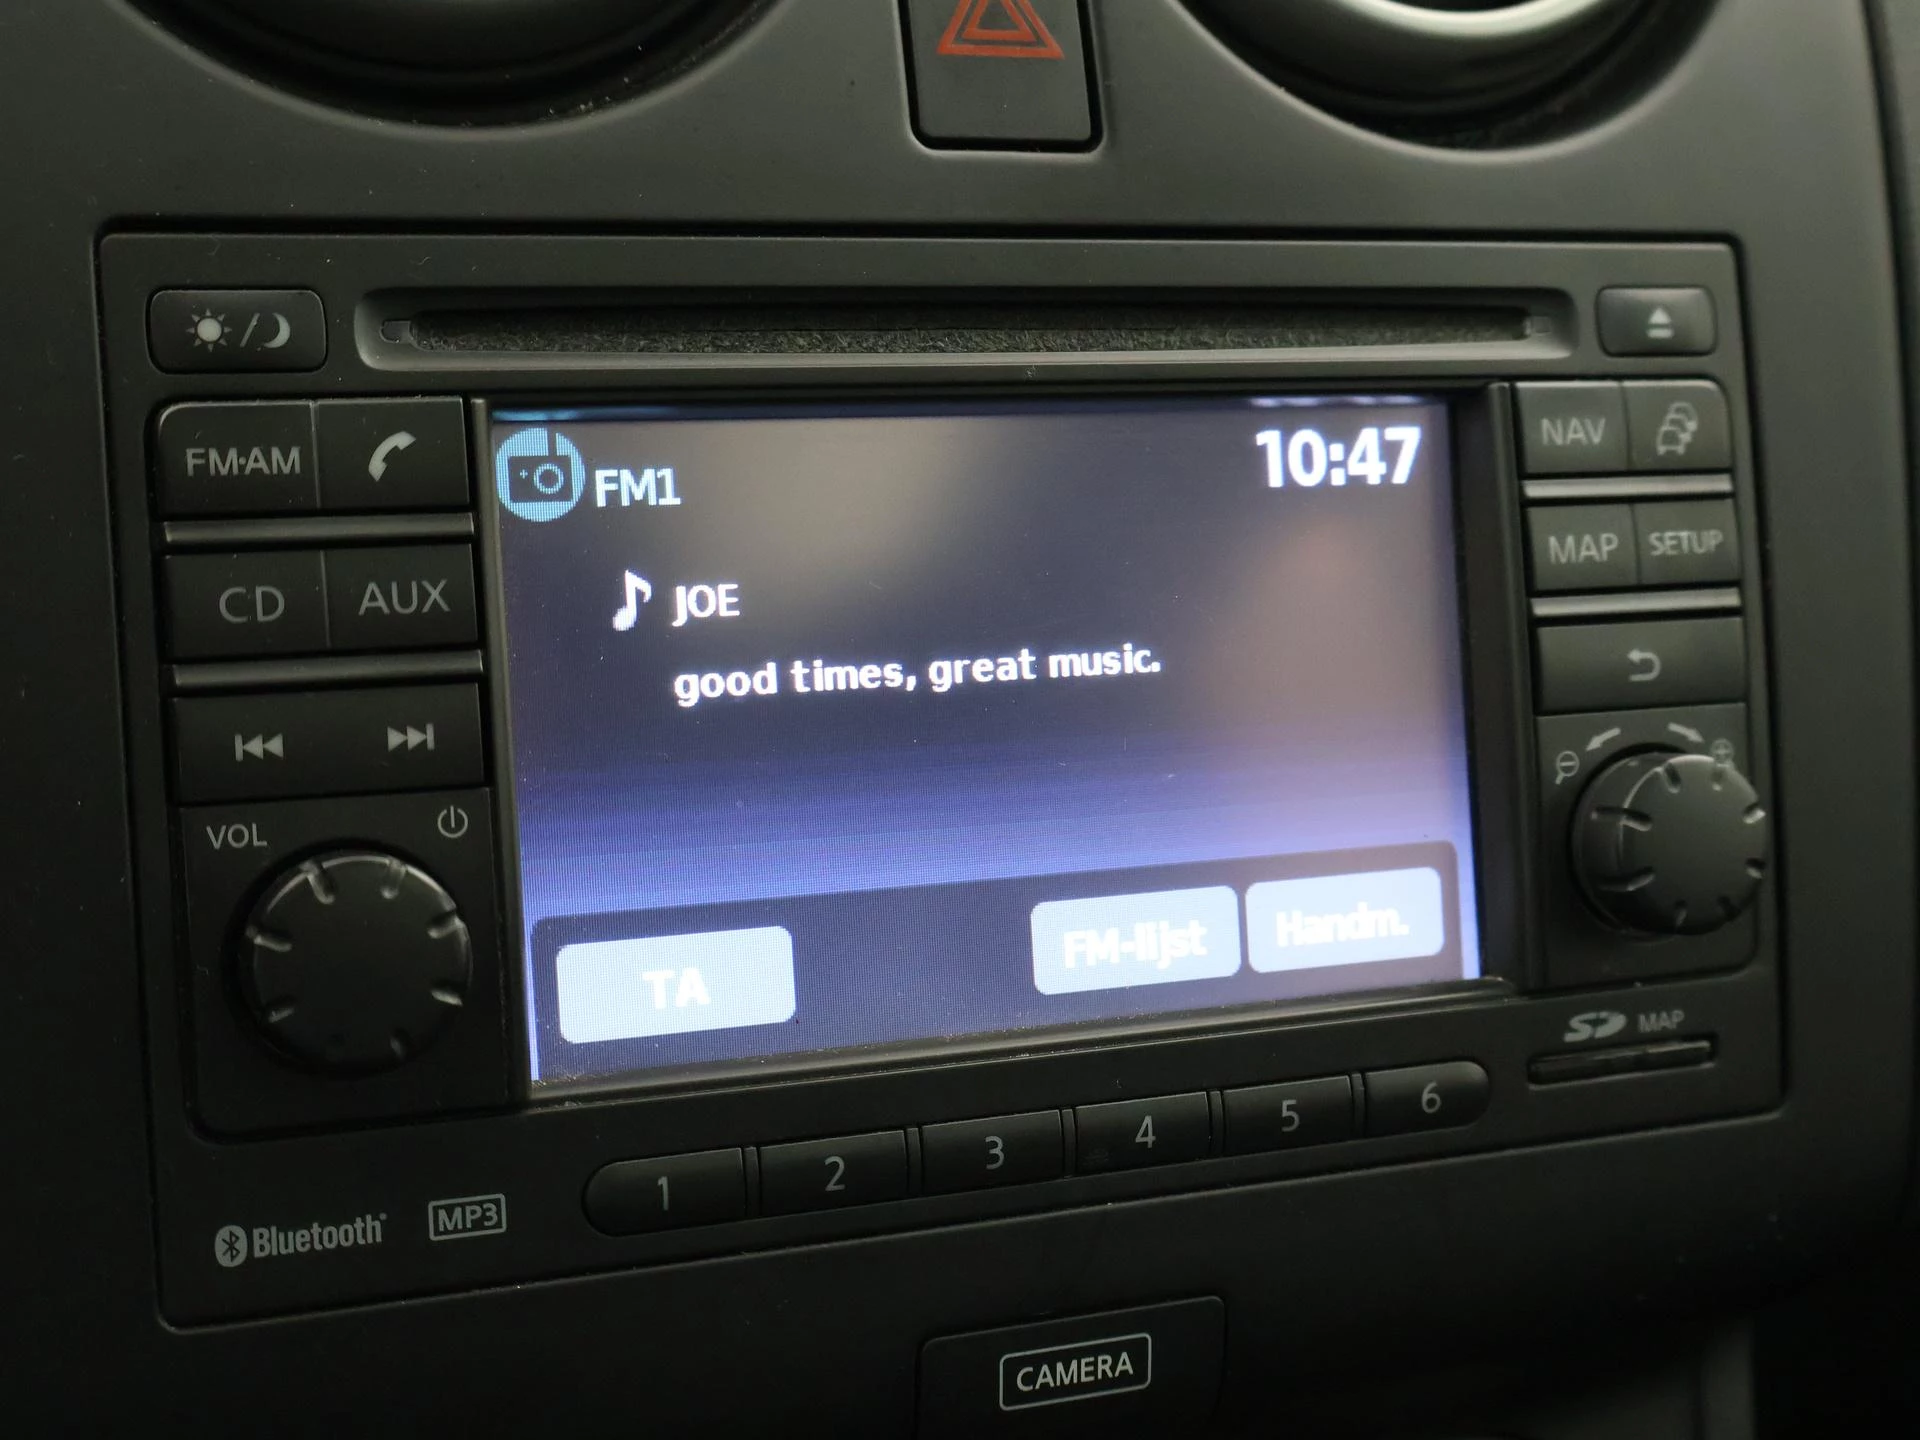 FM·AM
NAV
FM1
10:47
MAP
SETUP
CD
AUX
JOE
good times, great music.
VOL
TA
FM-lijst
Handm.
SD MAP
1 2 3 4 5 6
Bluetooth
MP3
CAMERA